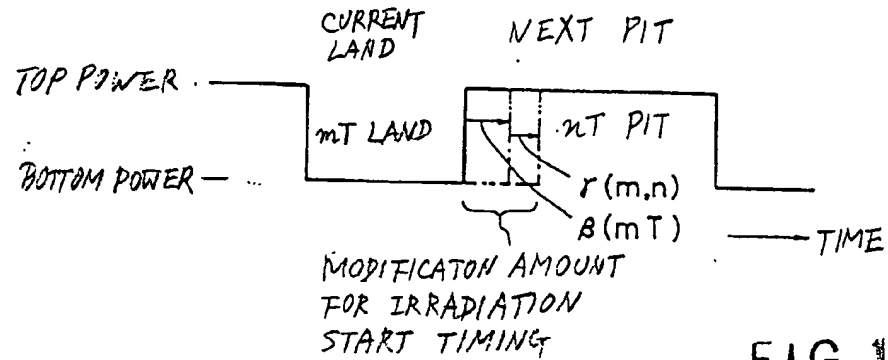 CURRENT
LAND
NEXT PIT
TOP POWER
mT LAND
nT PIT
BOTTOM POWER
γ(m,n)
β(mT)
TIME
MODIFICATON AMOUNT
FOR IRRADIATION
START TIMING
FIG